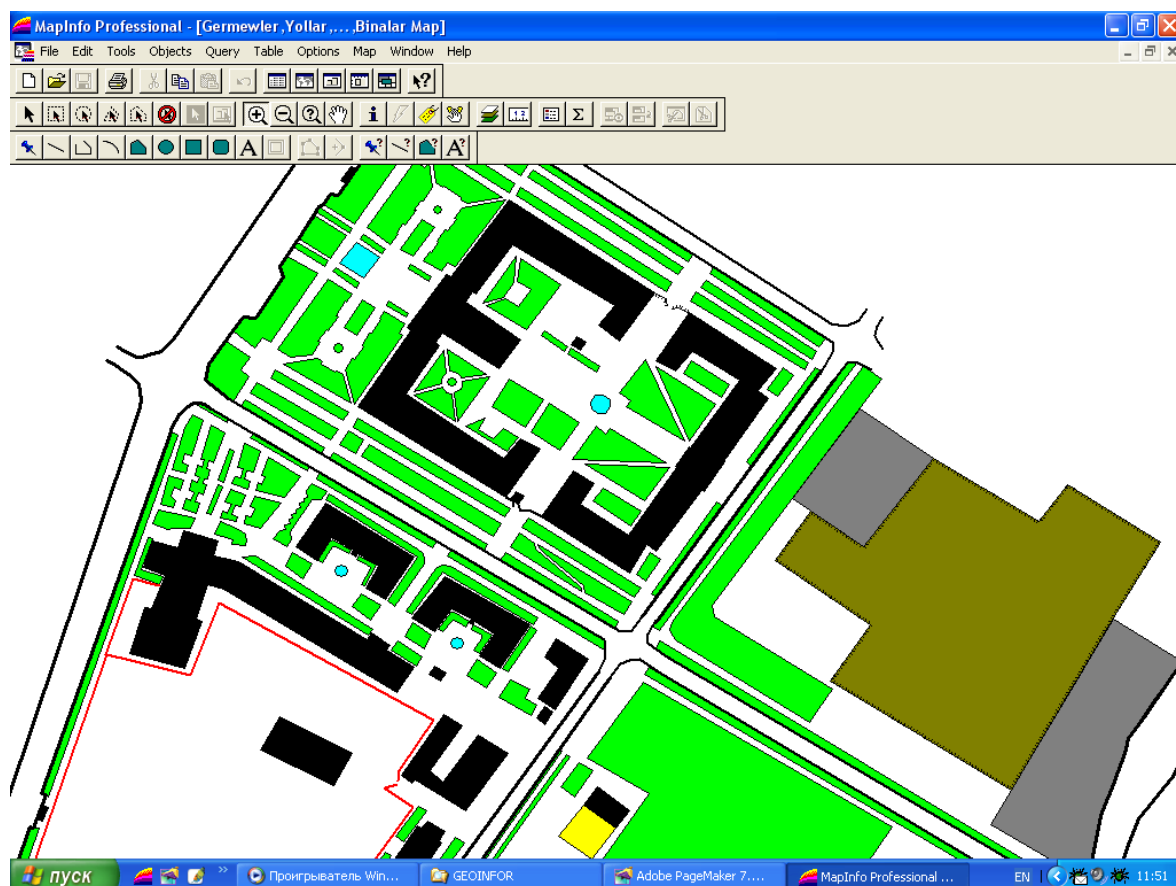 MapInfo Professional - [Germewler,Yollar,...,Binalar Map]
File Edit Tools Objects Query Table Options Map Window Help
пуск
Проигрыватель Win...
GEOINFOR
Adobe PageMaker 7....
MapInfo Professional ...
EN
11:51